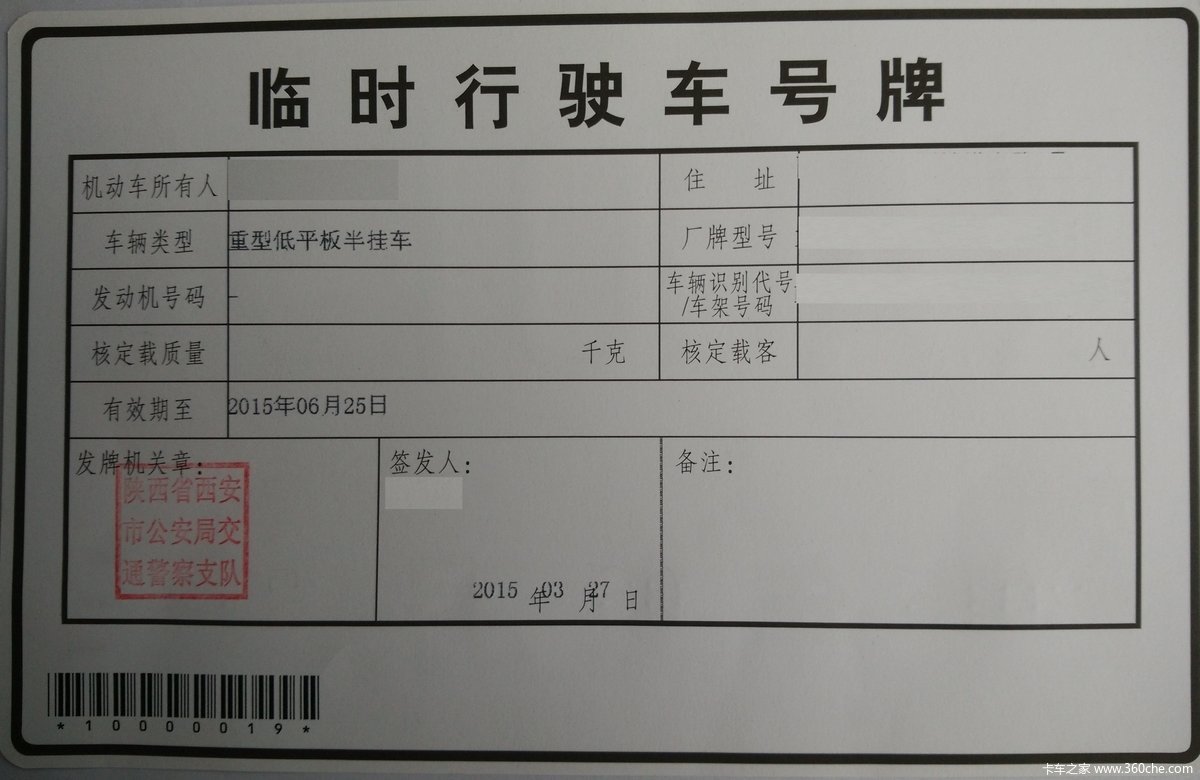 临时行驶车号牌
机动车所有人 住 址
车辆类型 重型低平板半挂车 厂牌型号
发动机号码 - 车辆识别代号
/车架号码
核定载质量 千克 核定载客 人
有效期至 2015年06月25日
发牌机关章： 签发人： 备注：
陕西省西安
市公安局交
通警察支队
2015 年 03 月 27 日
*10000019*
卡车之家 www.360che.com